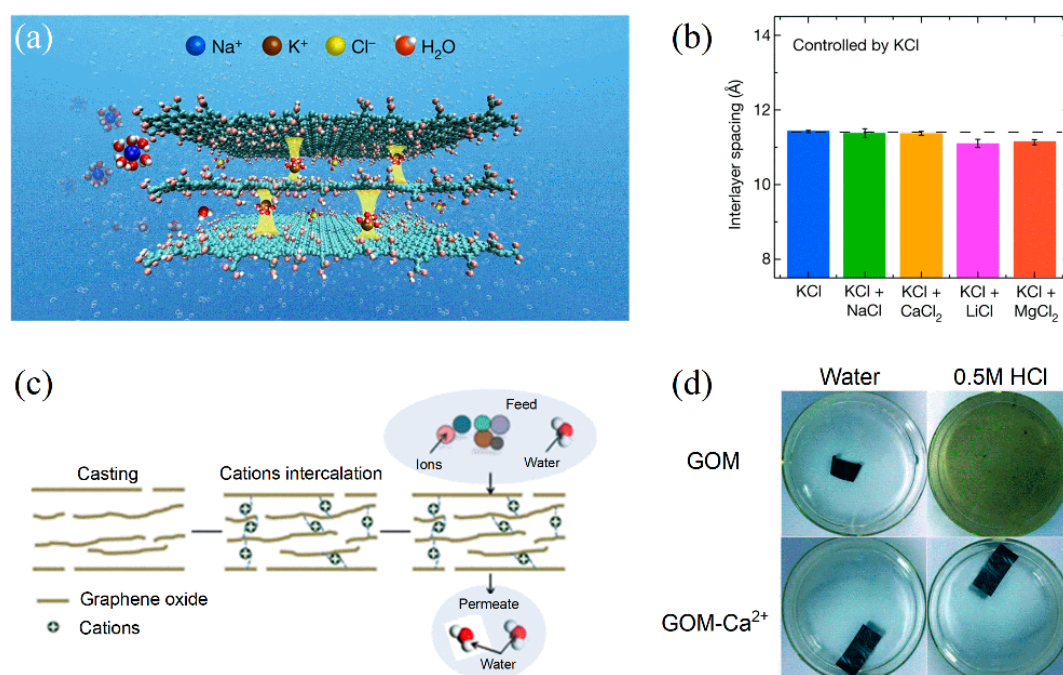 (a)
Na⁺ K⁺ Cl⁻ H₂O
(b)
Controlled by KCl
Interlayer spacing (Å)
14
12
10
8
KCl
KCl + NaCl
KCl + CaCl₂
KCl + LiCl
KCl + MgCl₂
(c)
Feed
Ions
Water
Casting
Cations intercalation
Graphene oxide
Cations
Permeate
Water
(d)
Water
0.5M HCl
GOM
GOM-Ca²⁺